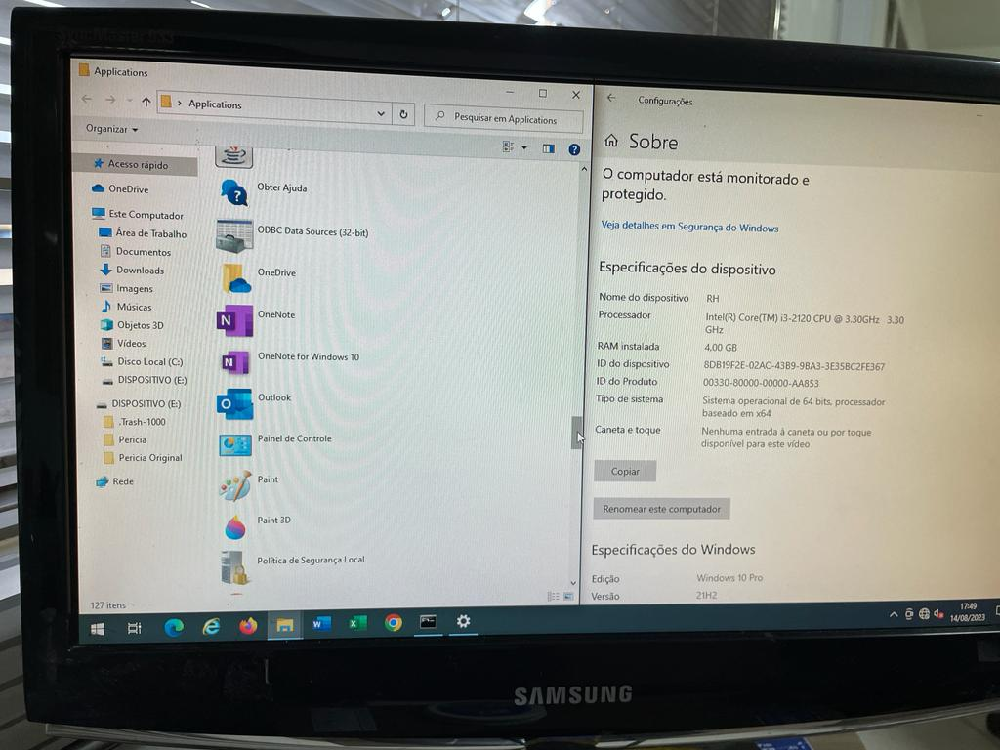 SyncMaster 633
Applications
Applications
Pesquisar em Applications
Organizar
Acesso rápido
OneDrive
Este Computador
Área de Trabalho
Documentos
Downloads
Imagens
Músicas
Objetos 3D
Vídeos
Disco Local (C:)
DISPOSITIVO (E:)
DISPOSITIVO (E:)
.Trash-1000
Pericia
Pericia Original
Rede
Obter Ajuda
ODBC Data Sources (32-bit)
OneDrive
OneNote
OneNote for Windows 10
Outlook
Painel de Controle
Paint
Paint 3D
Política de Segurança Local
127 itens
Configurações
Sobre
O computador está monitorado e
protegido.
Veja detalhes em Segurança do Windows
Especificações do dispositivo
Nome do dispositivo RH
Processador Intel(R) Core(TM) i3-2120 CPU @ 3.30GHz 3.30
GHz
RAM instalada 4,00 GB
ID do dispositivo 8DB19F2E-02AC-43B9-9BA3-3E35BC2FE367
ID do Produto 00330-80000-00000-AA853
Tipo de sistema Sistema operacional de 64 bits, processador
baseado em x64
Caneta e toque Nenhuma entrada à caneta ou por toque
disponível para este vídeo
Copiar
Renomear este computador
Especificações do Windows
Edição Windows 10 Pro
Versão 21H2
17:49
14/08/2023
SAMSUNG